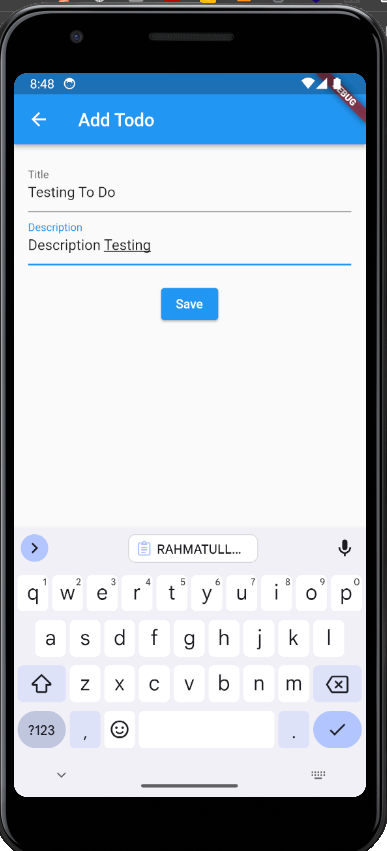 8:48
DEBUG
Add Todo
Title
Testing To Do
Description
Description Testing
Save
RAHMATULL...
q1 w2 e3 r4 t5 y6 u7 i8 o9 p0
a s d f g h j k l
z x c v b n m
?123 , .